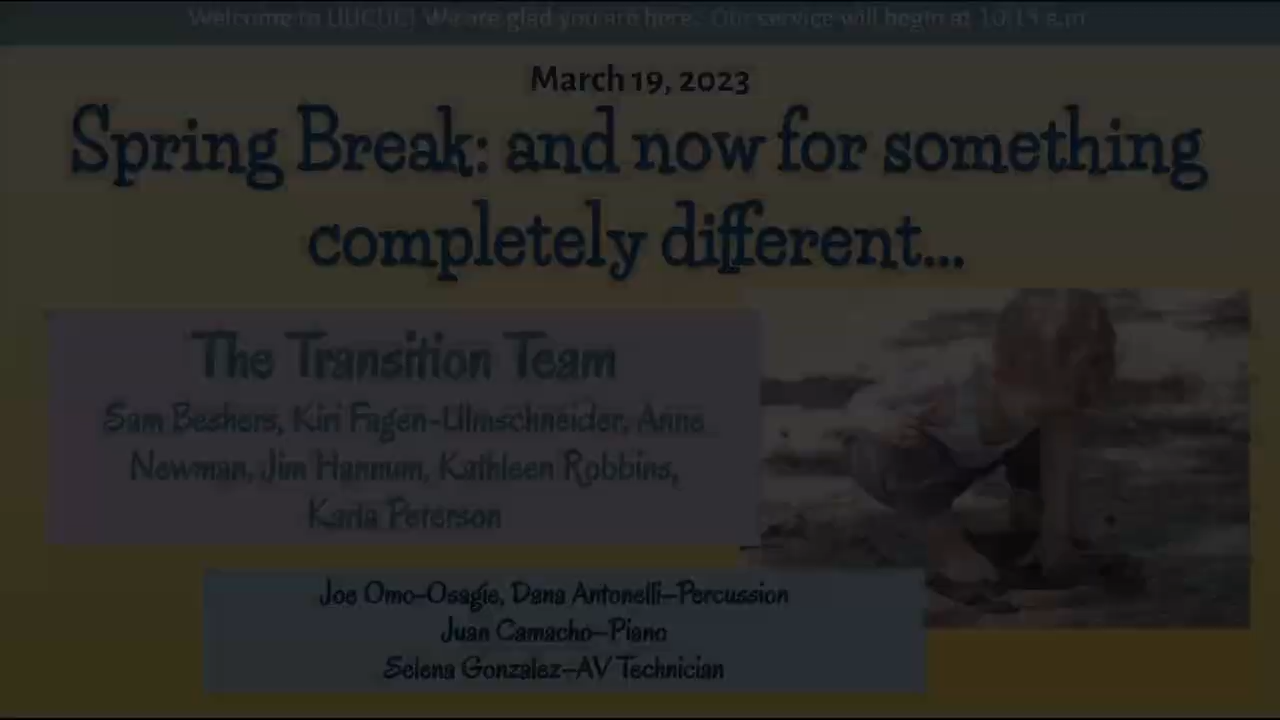 Welcome to UUCUC! We are glad you are here. Our service will begin at 10:15 a.m.
March 19, 2023
Spring Break: and now for something
completely different...
The Transition Team
Sam Beshers, Kiri Fagen-Ulmschneider, Anne
Newman, Jim Hannum, Kathleen Robbins,
Karla Peterson
Joe Omo-Osagie, Dana Antonelli—Percussion
Juan Camacho—Piano
Selena Gonzalez—AV Technician